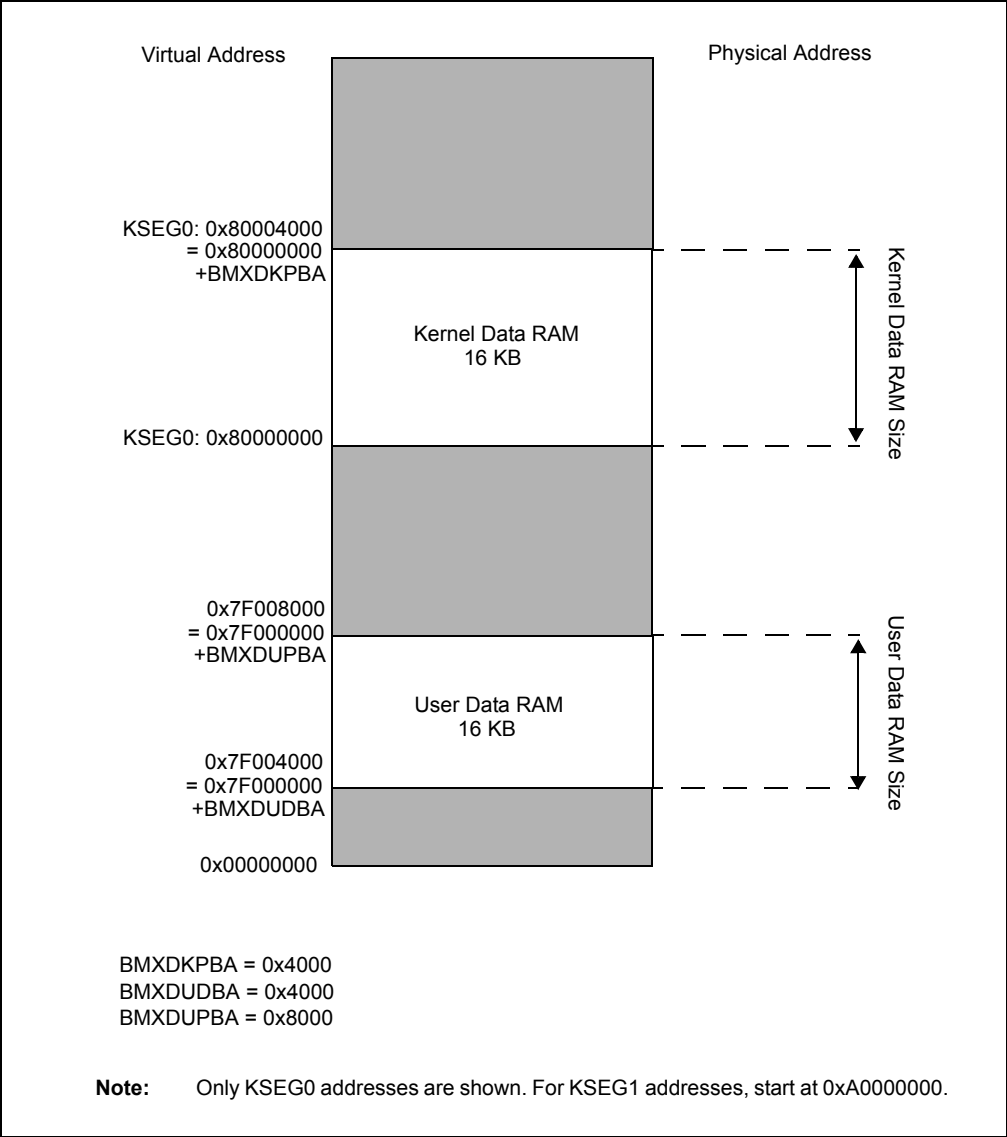 Virtual Address
Physical Address
KSEG0: 0x80004000
= 0x80000000
+BMXDKPBA
Kernel Data RAM
16 KB
Kernel Data RAM Size
KSEG0: 0x80000000
0x7F008000
= 0x7F000000
+BMXDUPBA
User Data RAM
16 KB
User Data RAM Size
0x7F004000
= 0x7F000000
+BMXDUDBA
0x00000000
BMXDKPBA = 0x4000
BMXDUDBA = 0x4000
BMXDUPBA = 0x8000
Note: Only KSEG0 addresses are shown. For KSEG1 addresses, start at 0xA0000000.